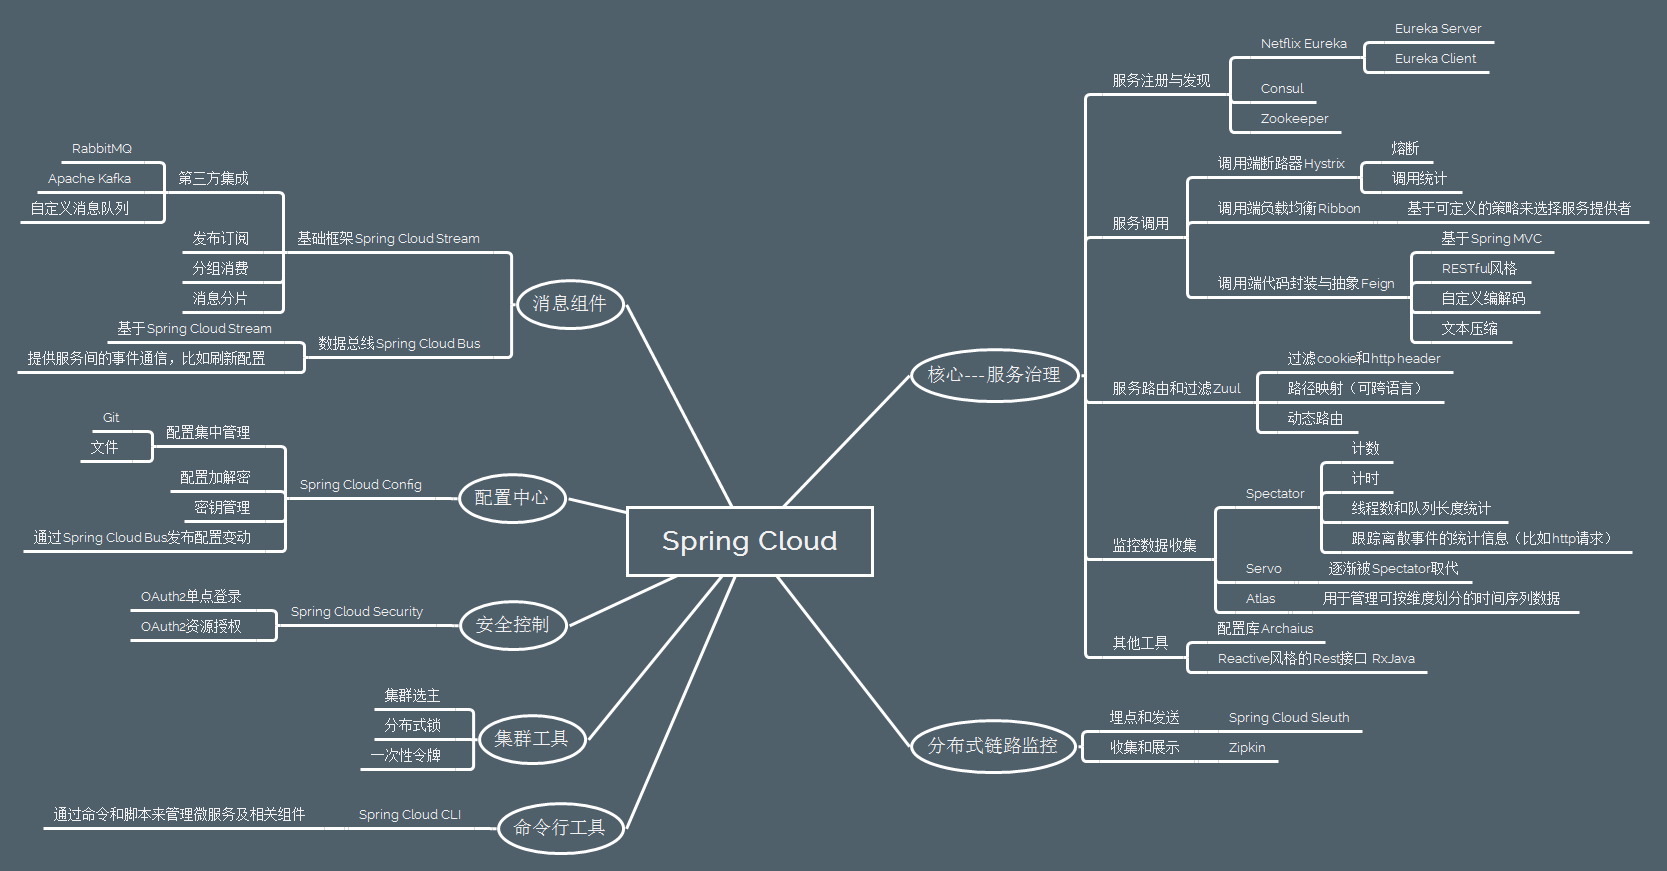 Spring Cloud
核心---服务治理
服务注册与发现
Netflix Eureka
Eureka Server
Eureka Client
Consul
Zookeeper
服务调用
调用端断路器Hystrix
熔断
调用统计
调用端负载均衡Ribbon
基于可定义的策略来选择服务提供者
调用端代码封装与抽象Feign
基于Spring MVC
RESTful风格
自定义编解码
文本压缩
服务路由和过滤Zuul
过滤cookie和http header
路径映射（可跨语言）
动态路由
监控数据收集
Spectator
计数
计时
线程数和队列长度统计
跟踪离散事件的统计信息（比如http请求）
Servo
逐渐被Spectator取代
Atlas
用于管理可按维度划分的时间序列数据
其他工具
配置库Archaius
Reactive风格的Rest接口 RxJava
分布式链路监控
埋点和发送
Spring Cloud Sleuth
收集和展示
Zipkin
消息组件
基础框架Spring Cloud Stream
第三方集成
RabbitMQ
Apache Kafka
自定义消息队列
发布订阅
分组消费
消息分片
数据总线Spring Cloud Bus
基于Spring Cloud Stream
提供服务间的事件通信，比如刷新配置
配置中心
Spring Cloud Config
配置集中管理
Git
文件
配置加解密
密钥管理
通过Spring Cloud Bus发布配置变动
安全控制
Spring Cloud Security
OAuth2单点登录
OAuth2资源授权
集群工具
集群选主
分布式锁
一次性令牌
命令行工具
Spring Cloud CLI
通过命令和脚本来管理微服务及相关组件